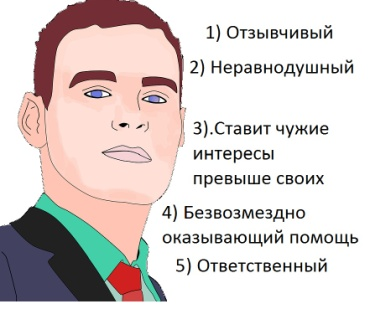 1) Отзывчивый
2) Неравнодушный
3).Ставит чужие
интересы
превыше своих
4) Безвозмездно
оказывающий помощь
5) Ответственный